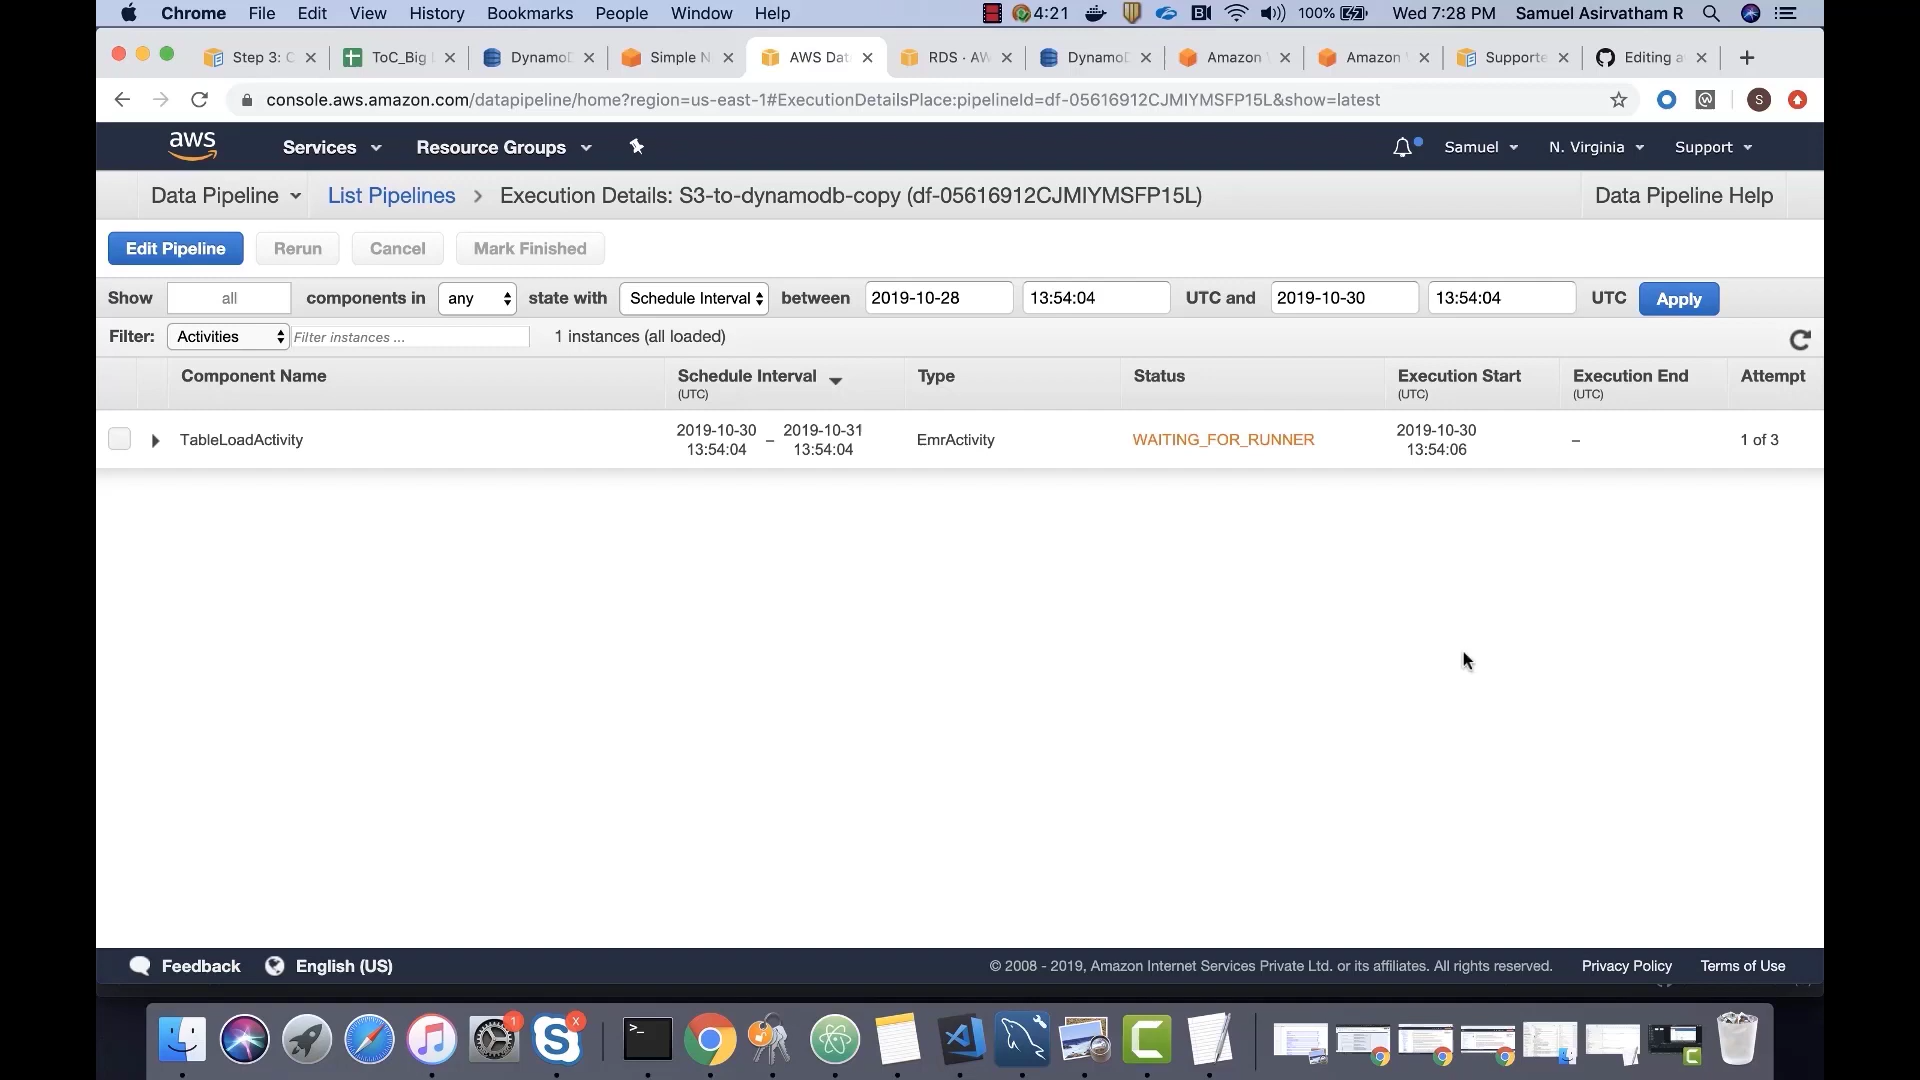 Chrome File Edit View History Bookmarks People Window Help 4:21 100% Wed 7:28 PM Samuel Asirvatham R
Step 3: C ToC_Big DynamoD Simple N AWS Dat RDS · AW DynamoD Amazon Amazon Supporte Editing a
console.aws.amazon.com/datapipeline/home?region=us-east-1#ExecutionDetailsPlace:pipelineId=df-05616912CJMIYMSFP15L&show=latest S
aws Services Resource Groups Samuel N. Virginia Support
Data Pipeline List Pipelines > Execution Details: S3-to-dynamodb-copy (df-05616912CJMIYMSFP15L) Data Pipeline Help
Edit Pipeline Rerun Cancel Mark Finished
Show all components in any state with Schedule Interval between 2019-10-28 13:54:04 UTC and 2019-10-30 13:54:04 UTC Apply
Filter: Activities Filter instances ... 1 instances (all loaded)
Component Name Schedule Interval Type Status Execution Start Execution End Attempt
(UTC) (UTC) (UTC)
TableLoadActivity 2019-10-30 13:54:04 – 2019-10-31 13:54:04 EmrActivity WAITING_FOR_RUNNER 2019-10-30 13:54:06 – 1 of 3
Feedback English (US) © 2008 - 2019, Amazon Internet Services Private Ltd. or its affiliates. All rights reserved. Privacy Policy Terms of Use
1 X